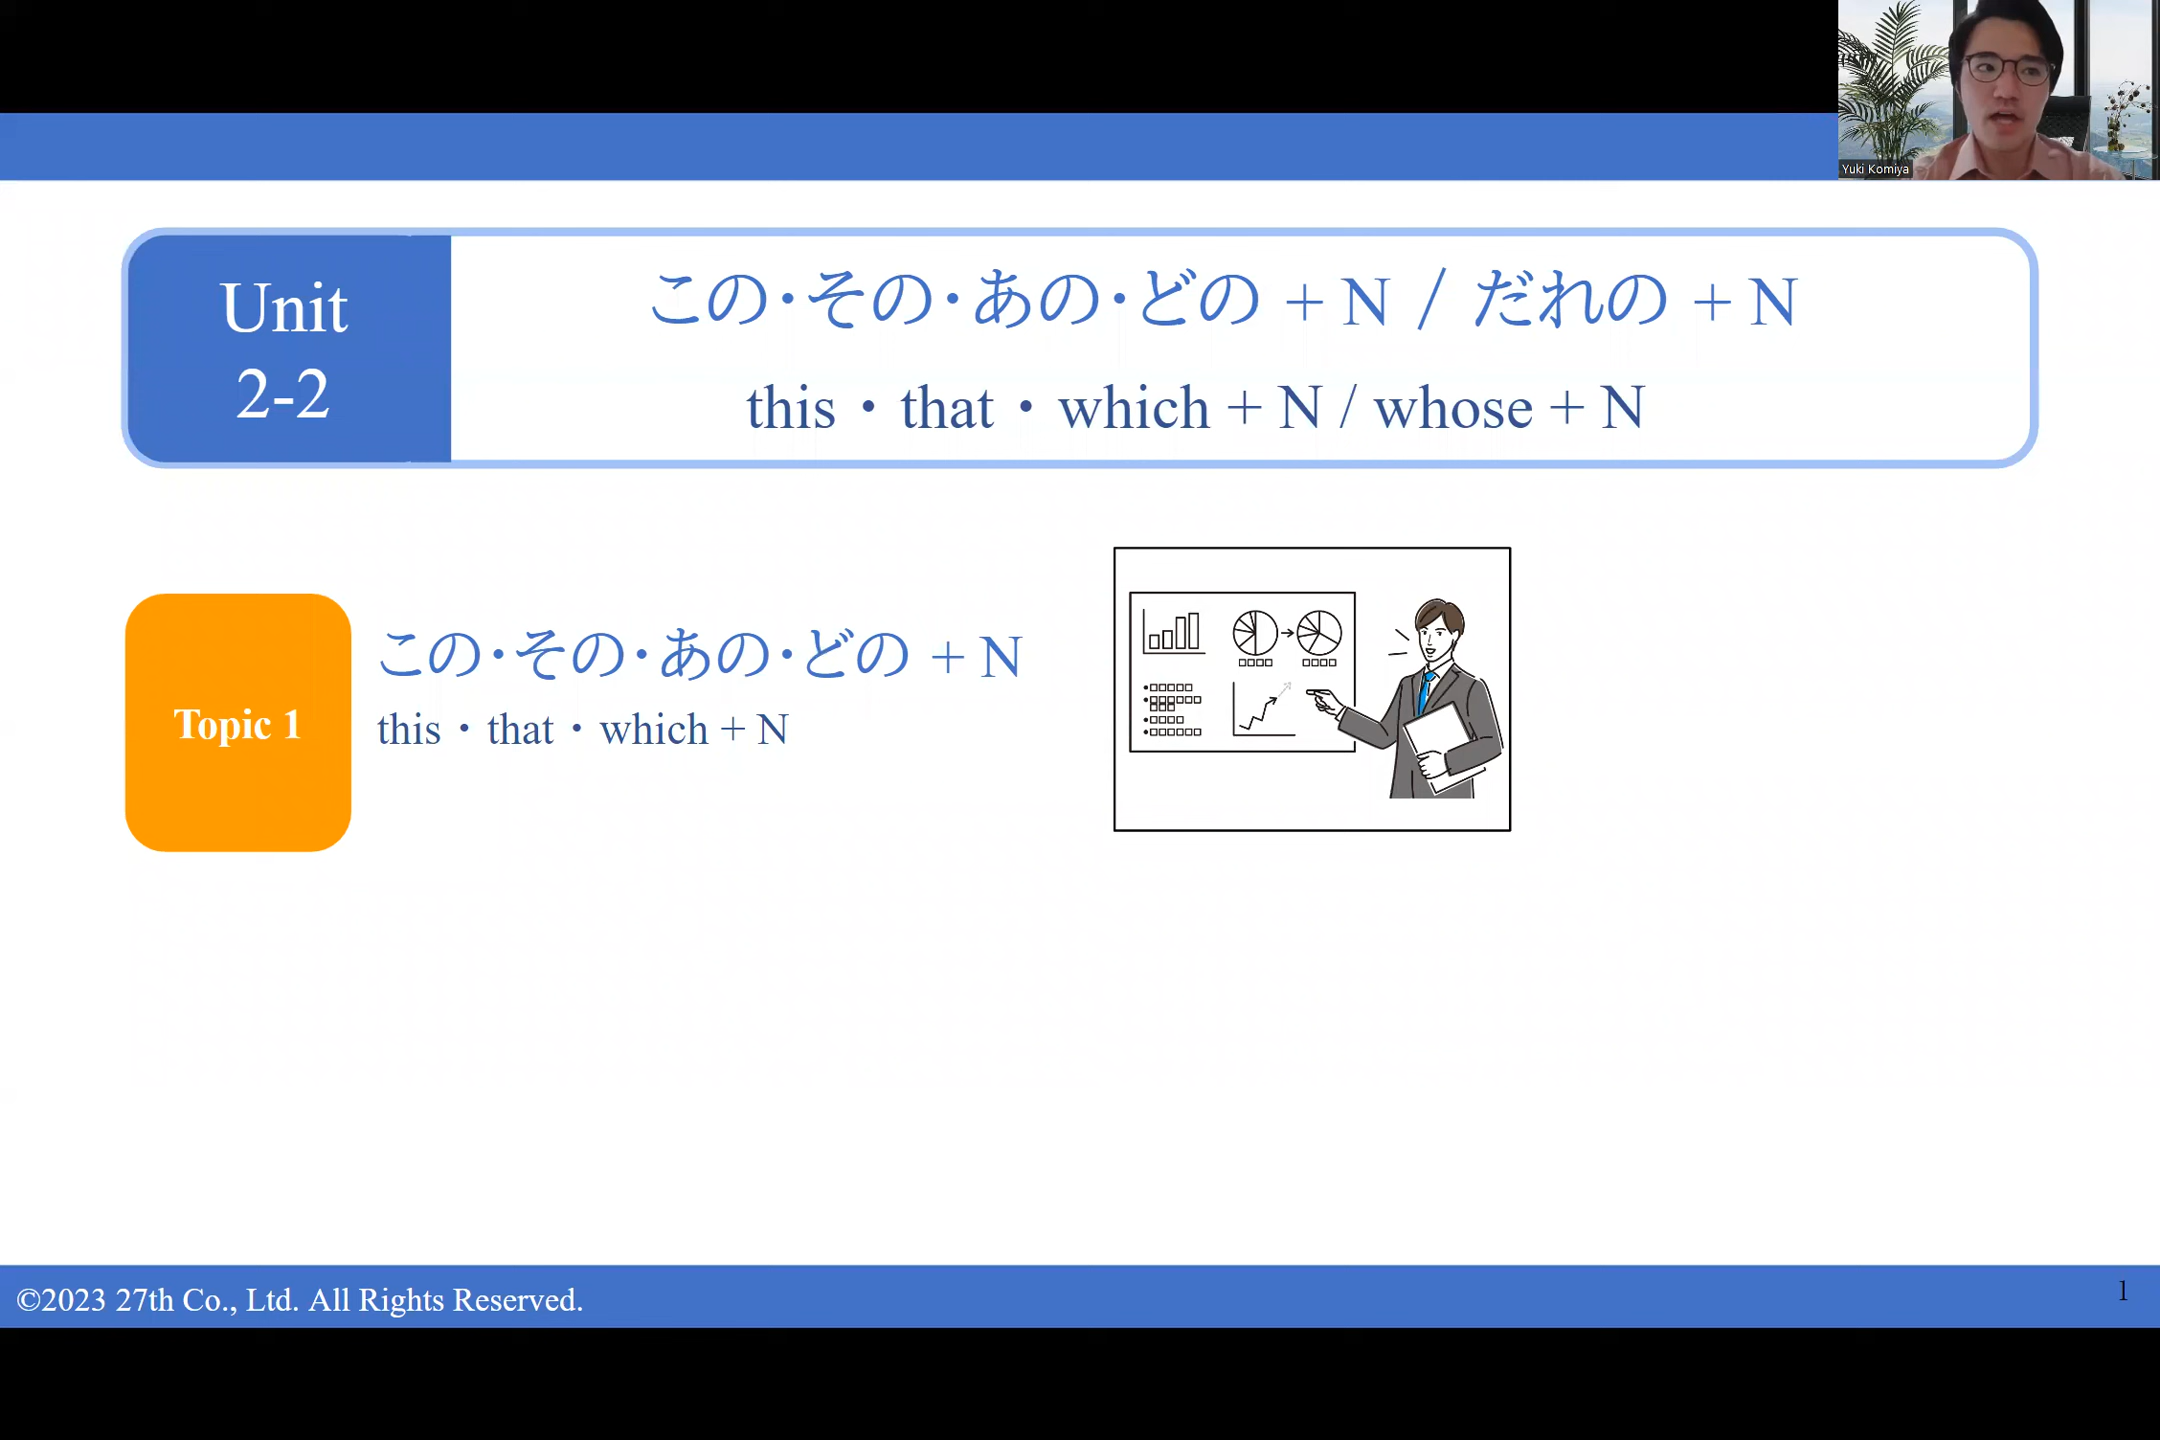 Yuki Komiya
Unit
2-2
この・その・あの・どの + N / だれの + N
this・that・which + N / whose + N
Topic 1
この・その・あの・どの + N
this・that・which + N
©2023 27th Co., Ltd. All Rights Reserved.
1